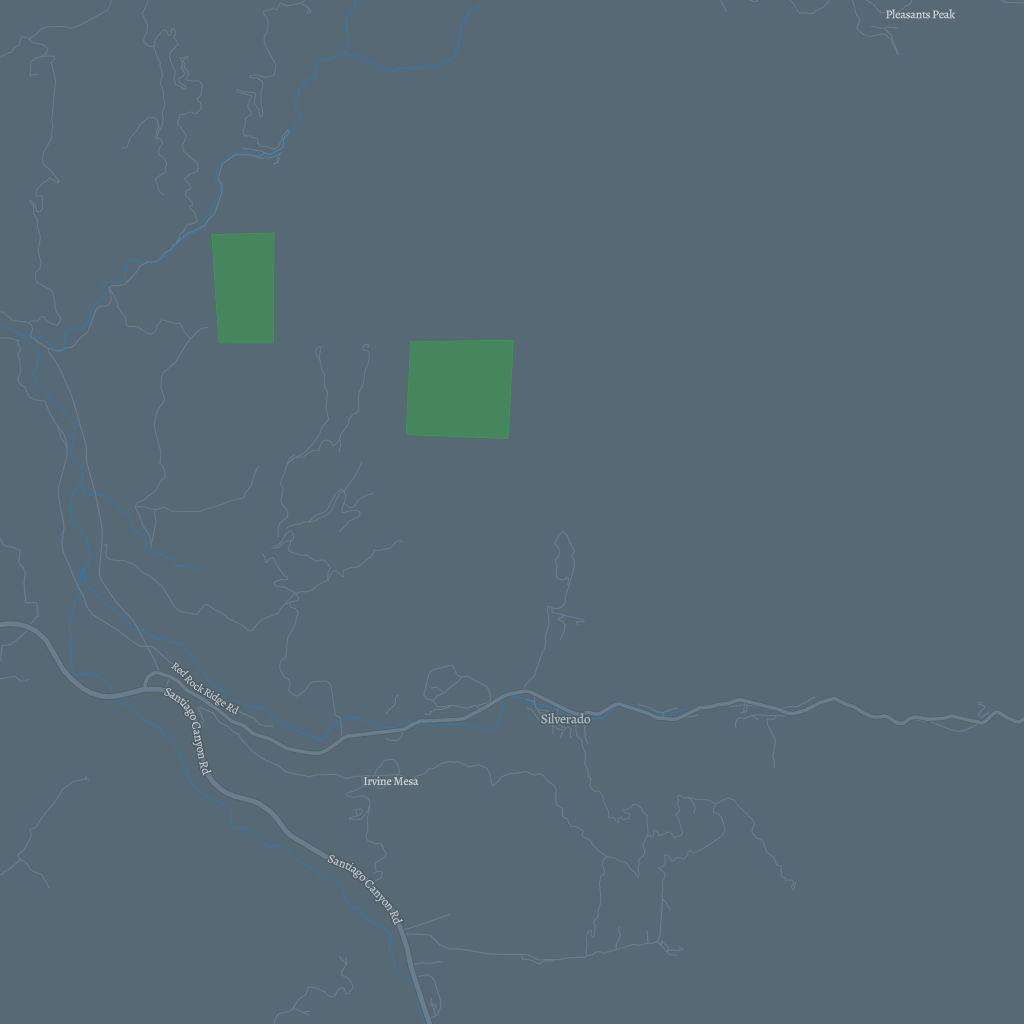 Pleasants Peak
Red Rock Ridge Rd
Santiago Canyon Rd
Silverado
Irvine Mesa
Santiago Canyon Rd